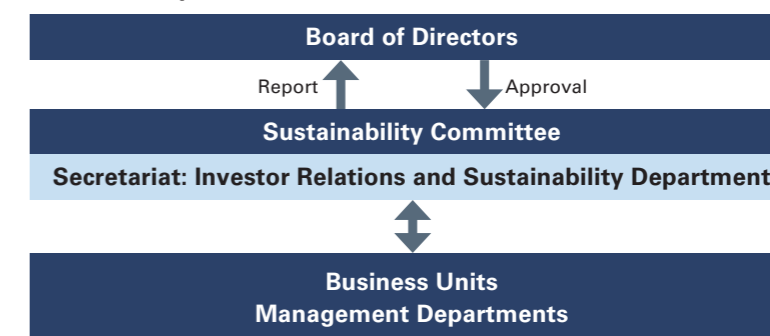 Board of Directors
Report
Approval
Sustainability Committee
Secretariat: Investor Relations and Sustainability Department
Business Units
Management Departments